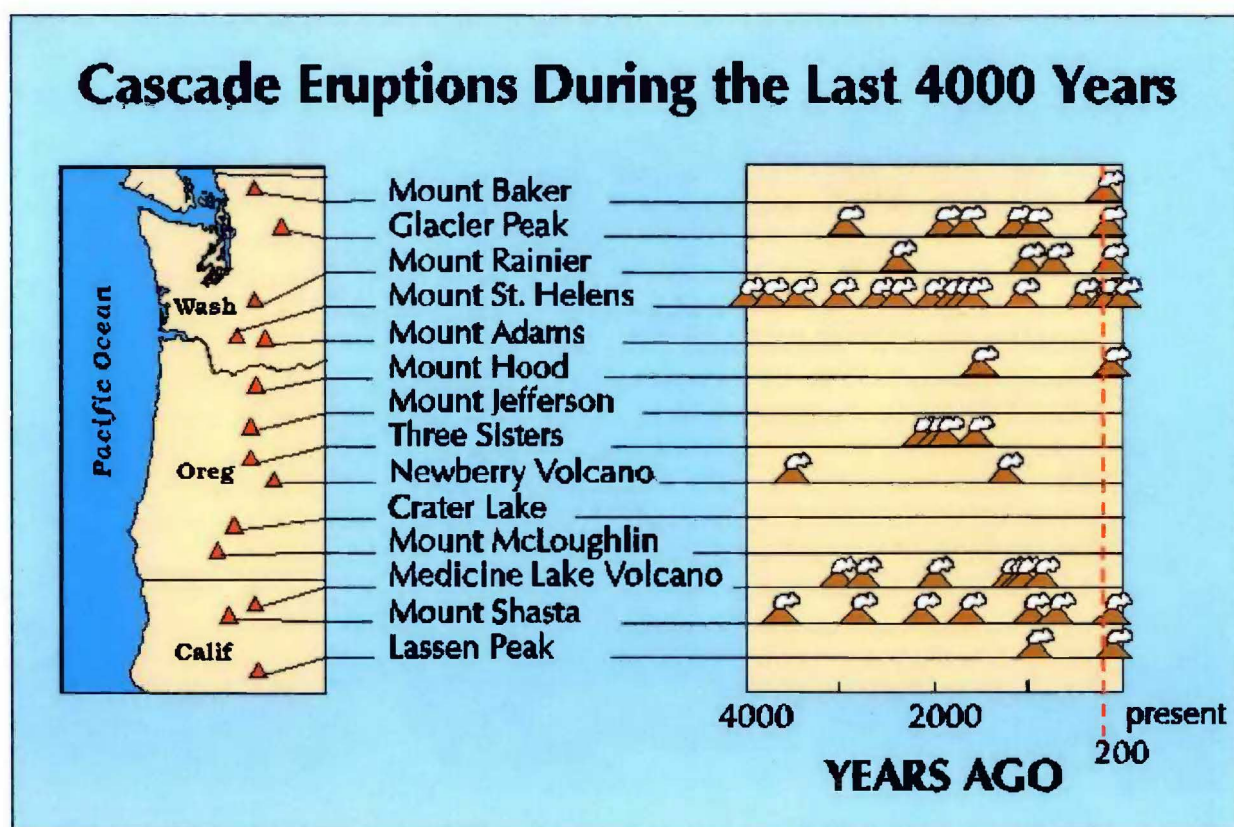 Cascade Eruptions During the Last 4000 Years
Pacific Ocean
Wash
Oreg
Calif
Mount Baker
Glacier Peak
Mount Rainier
Mount St. Helens
Mount Adams
Mount Hood
Mount Jefferson
Three Sisters
Newberry Volcano
Crater Lake
Mount McLoughlin
Medicine Lake Volcano
Mount Shasta
Lassen Peak
4000 2000 present
200
YEARS AGO